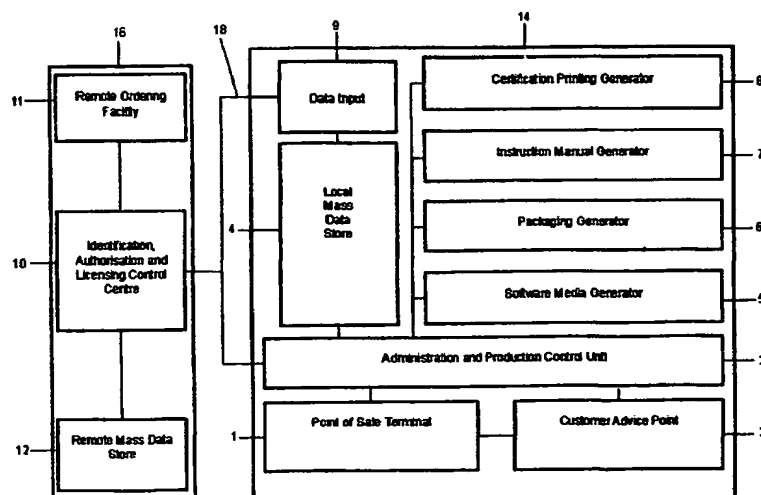 16
18
9
14
11
Remote Ordering
Facility
Data Input
Certification Printing Generator
8
Instruction Manual Generator
7
4
Local
Mass
Data
Store
Packaging Generator
6
10
Identification,
Authorisation and
Licensing Control
Centre
Software Media Generator
5
Administration and Production Control Unit
12
Remote Mass Data
Store
1
Point of Sale Terminal
Customer Advice Point